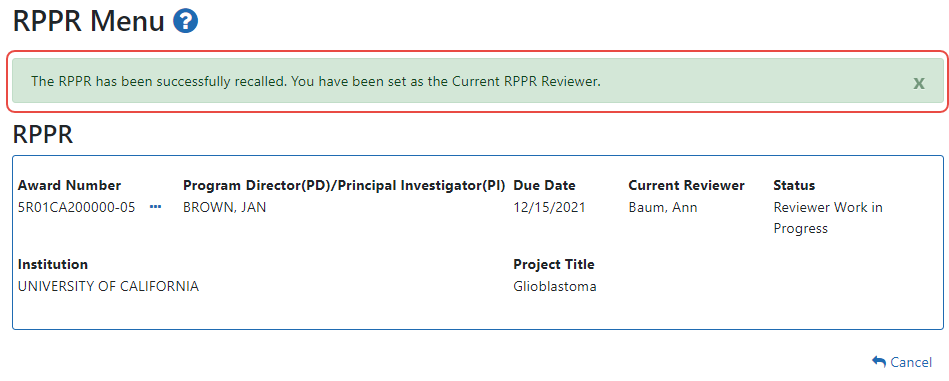 RPPR Menu ?
The RPPR has been successfully recalled. You have been set as the Current RPPR Reviewer. x
RPPR
Award Number Program Director(PD)/Principal Investigator(PI) Due Date Current Reviewer Status
5R01CA200000-05 ... BROWN, JAN 12/15/2021 Baum, Ann Reviewer Work in
Progress
Institution Project Title
UNIVERSITY OF CALIFORNIA Glioblastoma
Cancel